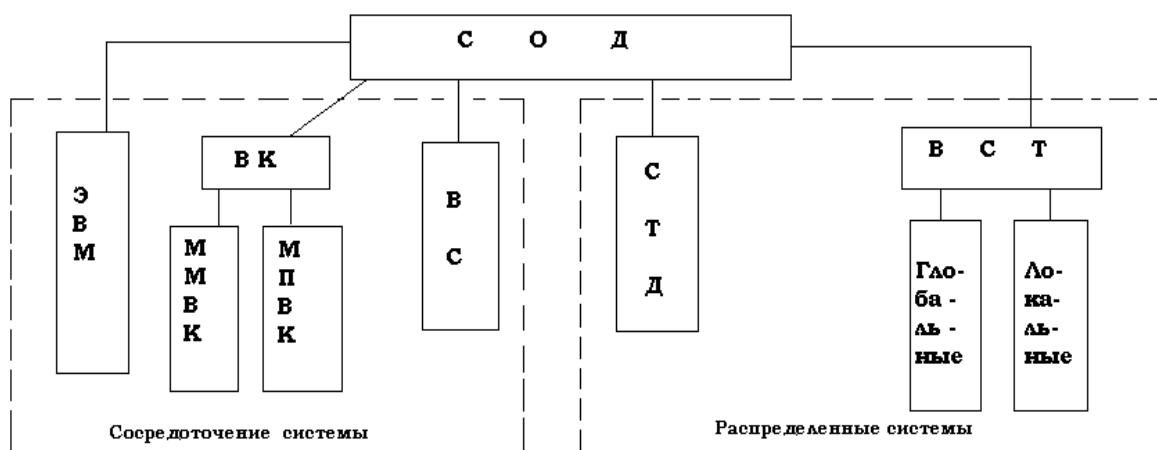 С О Д
Э
В
М
В К
М
М
В
К
М
П
В
К
В
С
С
Т
Д
В С Т
Гло-
ба -
ль -
ные
Ло-
ка-
ль-
ные
Сосредоточение системы
Распределенные системы